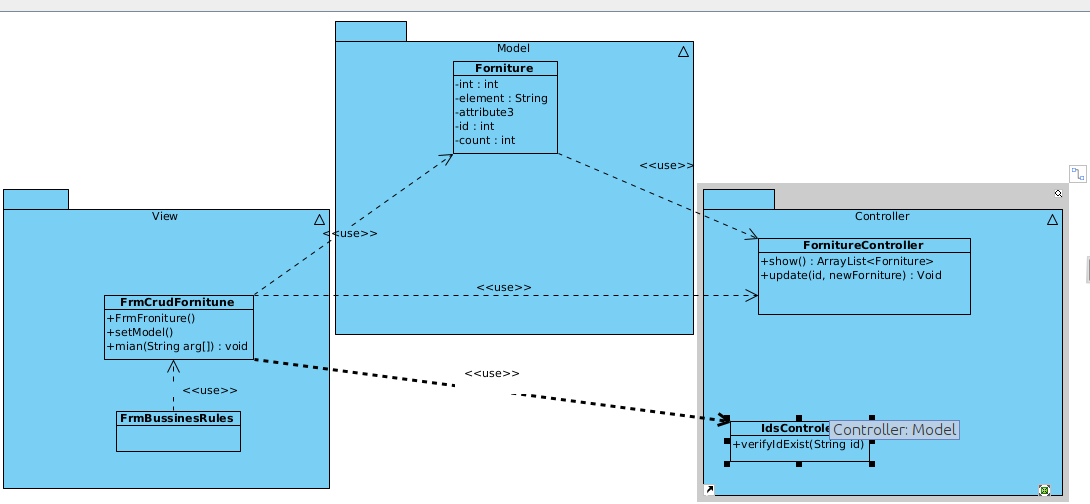 Model
Forniture
-int : int
-element : String
-attribute3
-id : int
-count : int
<<use>>
View
<<use>>
Controller
FornitureController
+show() : ArrayList<Forniture>
+update(id, newForniture) : Void
<<use>>
FrmCrudFornitune
+FrmFroniture()
+setModel()
+mian(String arg[]) : void
<<use>>
<<use>>
FrmBussinesRules
IdsControle
Controller: Model
+verifyIdExist(String id)